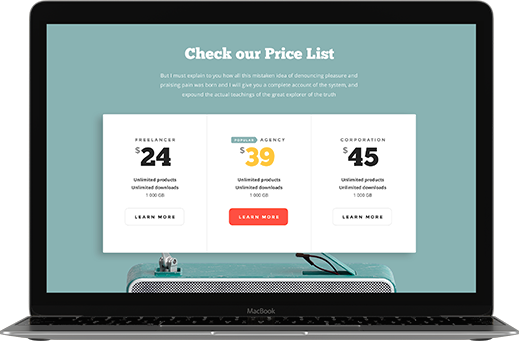 Check our Price List
But I must explain to you how all this mistaken idea of denouncing pleasure and
praising pain was born and I will give you a complete account of the system, and
expound the actual teachings of the great explorer of the truth
FREELANCER
$24
Unlimited products
Unlimited downloads
1 000 GB
LEARN MORE
POPULAR AGENCY
$39
Unlimited products
Unlimited downloads
1 000 GB
LEARN MORE
CORPORATION
$45
Unlimited products
Unlimited downloads
1 000 GB
LEARN MORE
MacBook